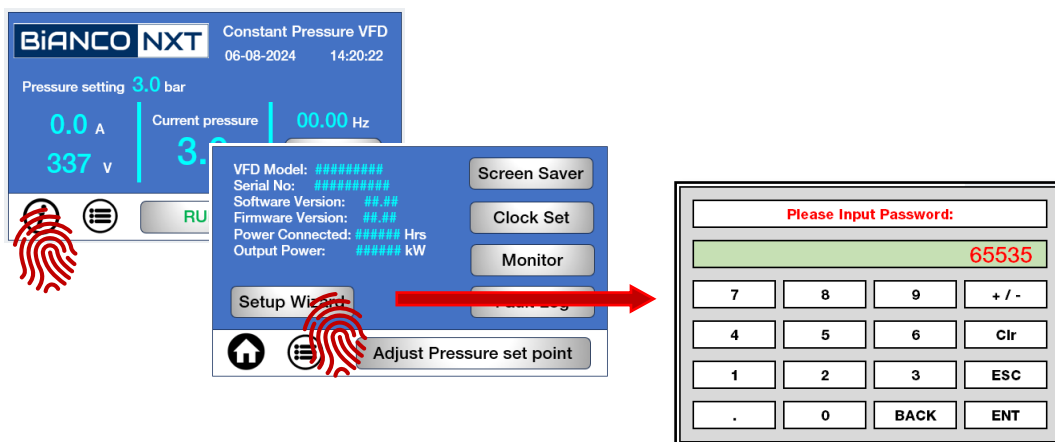 BiANCO NXT
Constant Pressure VFD
06-08-2024 14:20:22
Pressure setting 3.0 bar
0.0 A
337 V
Current pressure
3.
00.00 Hz
RU
VFD Model: #########
Serial No: ##########
Software Version: ##.##
Firmware Version: ##.##
Power Connected: ###### Hrs
Output Power: ###### kW
Screen Saver
Clock Set
Monitor
Fault Log
Setup Wizard
Adjust Pressure set point
Please Input Password:
65535
7 8 9 + / -
4 5 6 Clr
1 2 3 ESC
. 0 BACK ENT